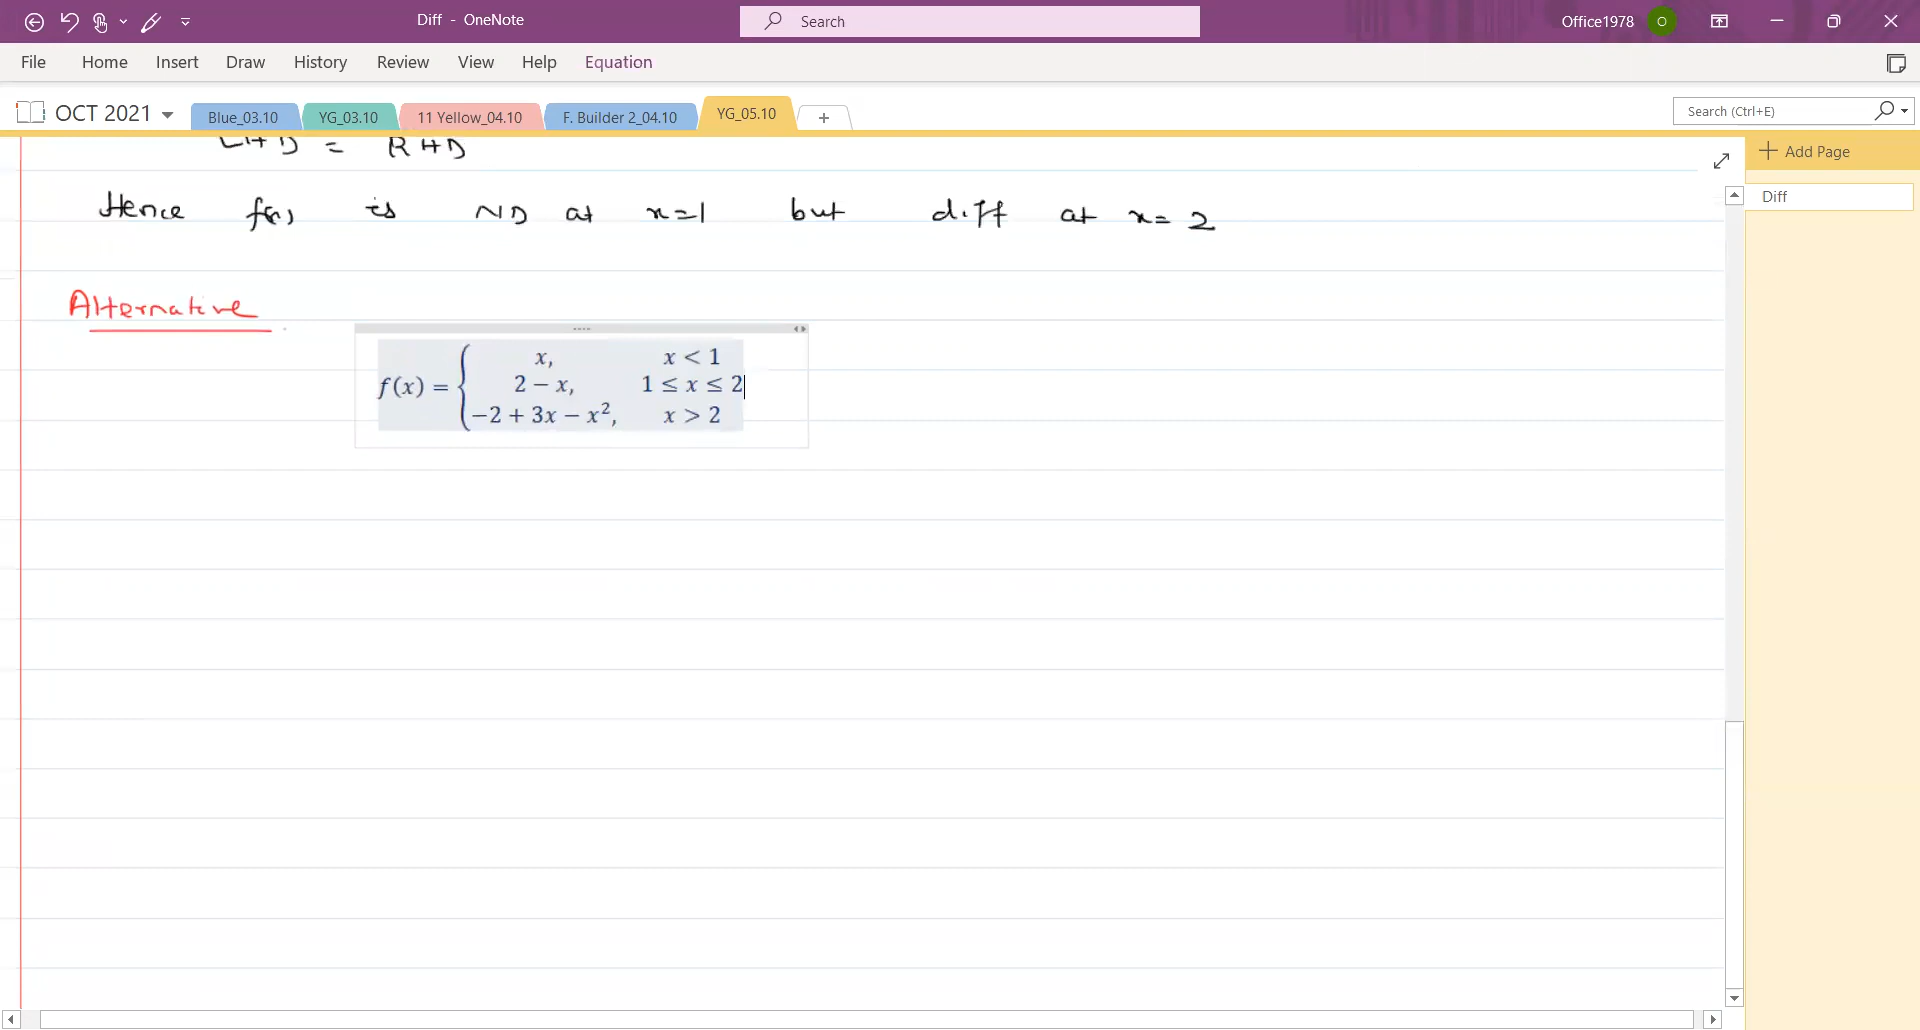 Diff - OneNote
Search
Office1978
O
File Home Insert Draw History Review View Help Equation
OCT 2021
Blue_03.10
YG_03.10
11 Yellow_04.10
F. Builder 2_04.10
YG_05.10
+
Search (Ctrl+E)
Add Page
Diff
LHD = RHD
Hence f(x) is ND at x=1 but diff at x=2
Alternative
f(x) = { x, x < 1
2 − x, 1 ≤ x ≤ 2
−2 + 3x − x², x > 2